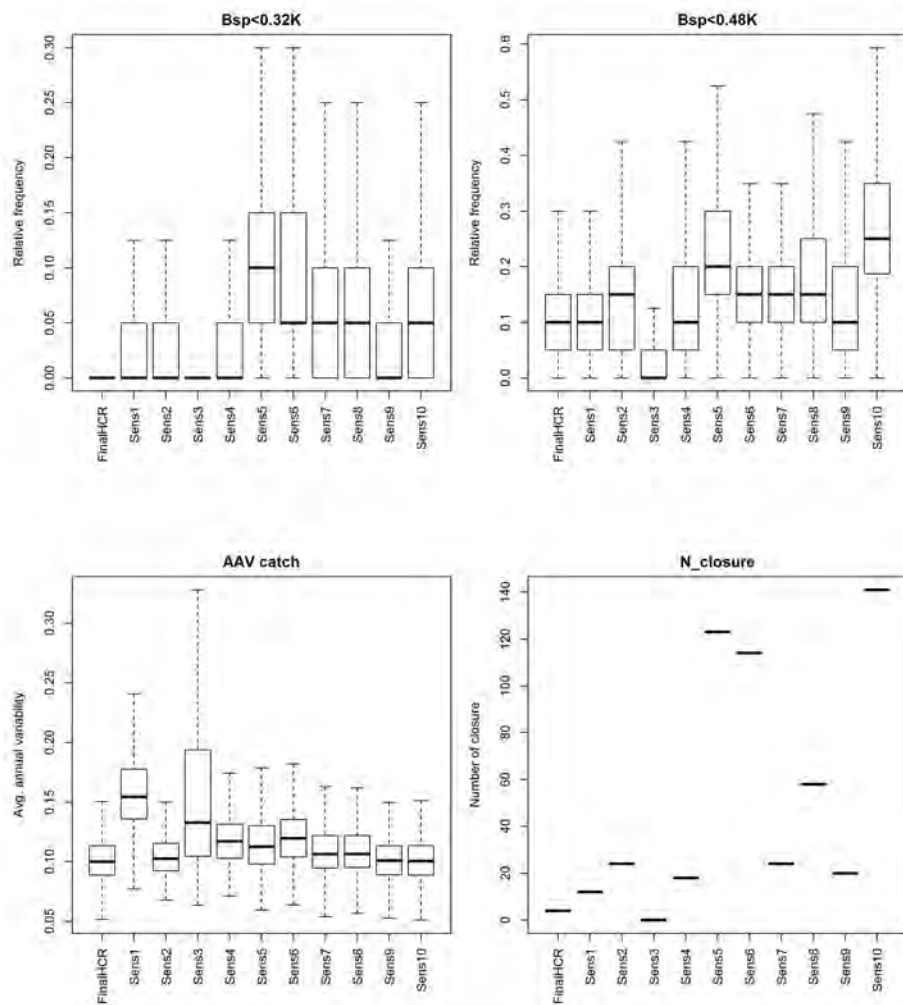 Bsp<0.32K
Relative frequency
0.30
0.25
0.20
0.15
0.10
0.05
0.00
FinalHCR
Sens1
Sens2
Sens3
Sens4
Sens5
Sens6
Sens7
Sens8
Sens9
Sens10
Bsp<0.48K
Relative frequency
0.6
0.5
0.4
0.3
0.2
0.1
0.0
FinalHCR
Sens1
Sens2
Sens3
Sens4
Sens5
Sens6
Sens7
Sens8
Sens9
Sens10
AAV catch
Avg. annual variability
0.30
0.25
0.20
0.15
0.10
0.05
FinalHCR
Sens1
Sens2
Sens3
Sens4
Sens5
Sens6
Sens7
Sens8
Sens9
Sens10
N_closure
Number of closure
140
120
100
80
60
40
20
0
FinalHCR
Sens1
Sens2
Sens3
Sens4
Sens5
Sens6
Sens7
Sens8
Sens9
Sens10